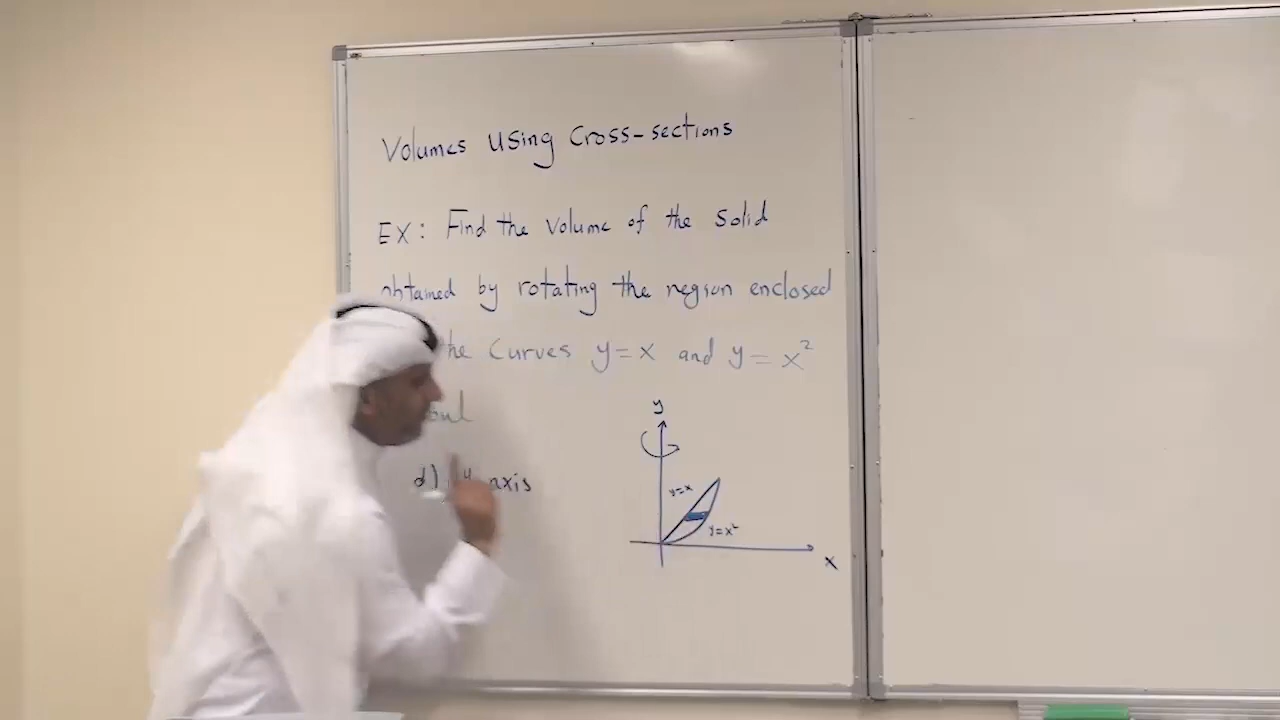 Volumes Using Cross-sections
EX: Find the Volume of the Solid
obtained by rotating the region enclosed
he Curves y=x and y=x²
d) y-axis
y
y=x
y=x²
x